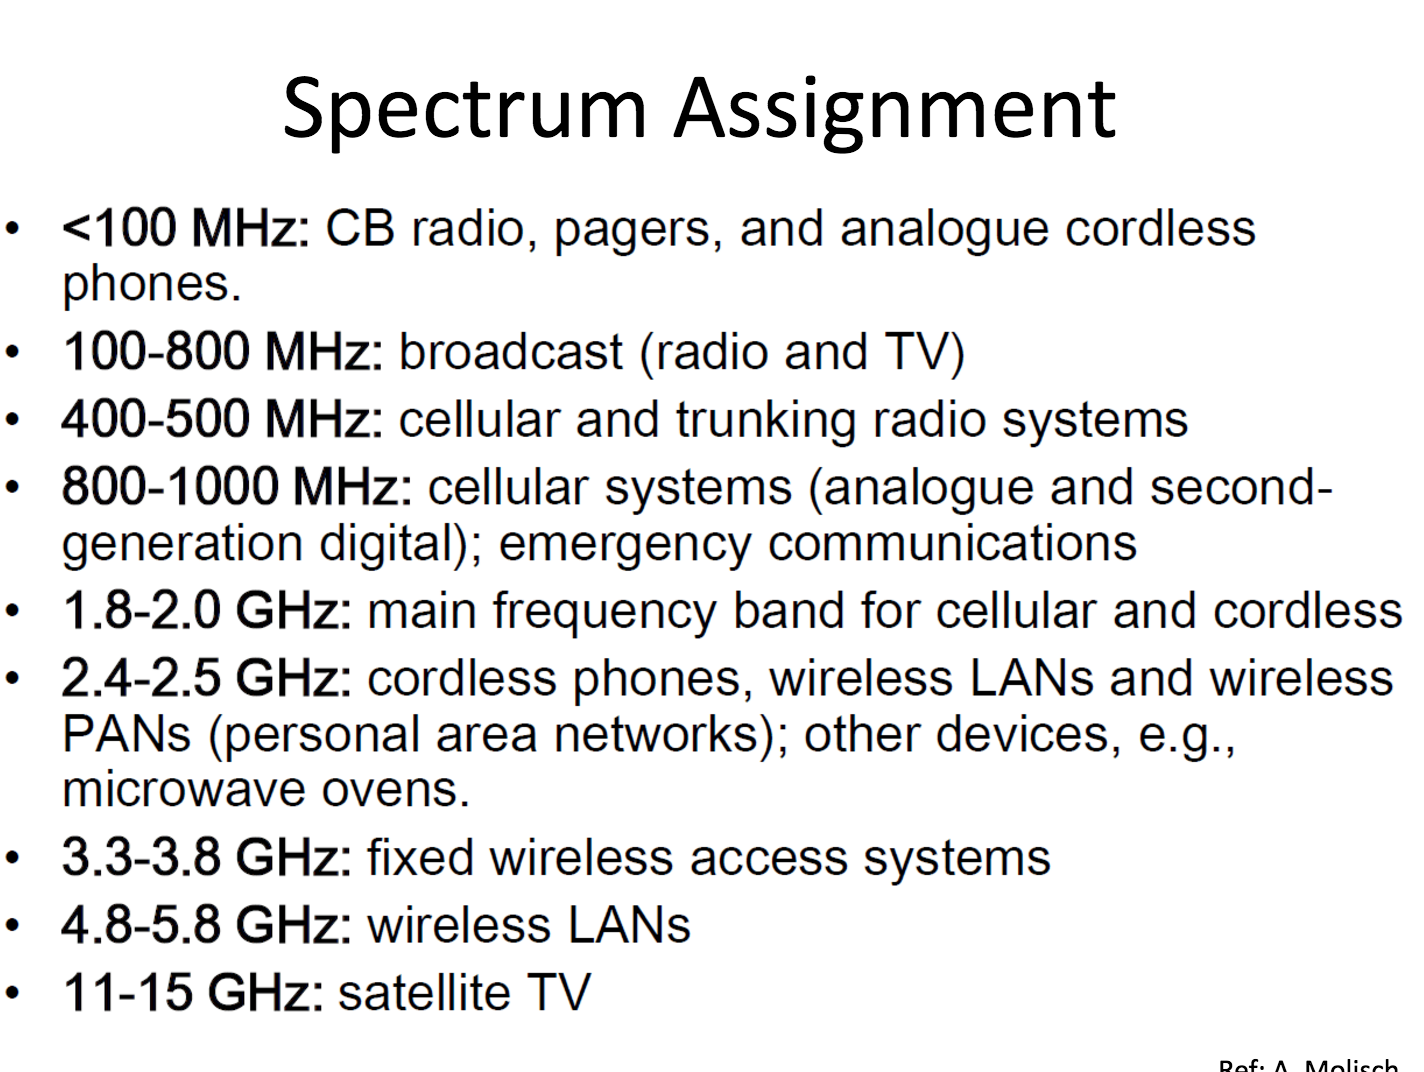 Spectrum Assignment
• <100 MHz: CB radio, pagers, and analogue cordless
phones.
• 100-800 MHz: broadcast (radio and TV)
• 400-500 MHz: cellular and trunking radio systems
• 800-1000 MHz: cellular systems (analogue and second-
generation digital); emergency communications
• 1.8-2.0 GHz: main frequency band for cellular and cordless
• 2.4-2.5 GHz: cordless phones, wireless LANs and wireless
PANs (personal area networks); other devices, e.g.,
microwave ovens.
• 3.3-3.8 GHz: fixed wireless access systems
• 4.8-5.8 GHz: wireless LANs
• 11-15 GHz: satellite TV
Ref: A. Molisch